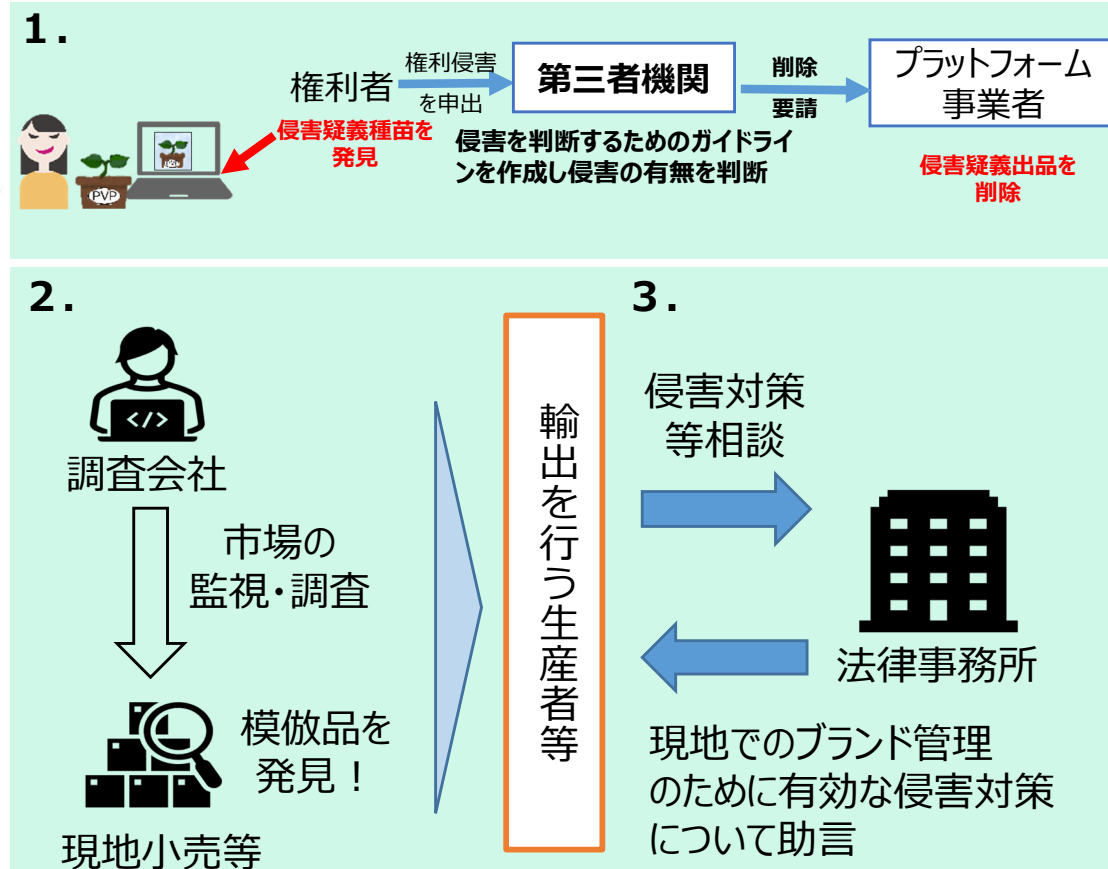 1.
権利者
権利侵害
を申出
第三者機関
削除
要請
プラットフォーム
事業者
侵害疑義種苗を
発見
侵害を判断するためのガイドライ
ンを作成し侵害の有無を判断
侵害疑義出品を
削除
PVP
2.
</>
調査会社
市場の
監視・調査
模倣品を
発見！
現地小売等
輸出を行う生産者等
3.
侵害対策
等相談
法律事務所
現地でのブランド管理
のために有効な侵害対策
について助言